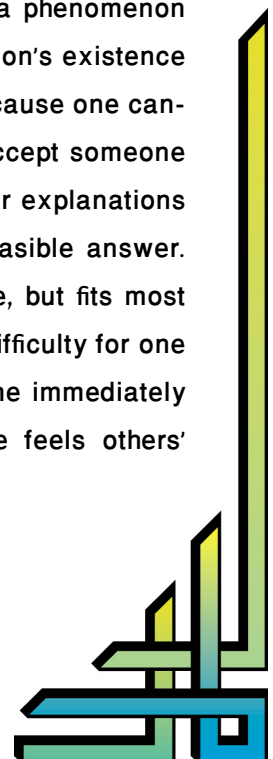 a phenomenon
on’s existence
cause one can-
ccept someone
r explanations
asible answer.
e, but fits most
fficulty for one
ne immediately
e feels others’